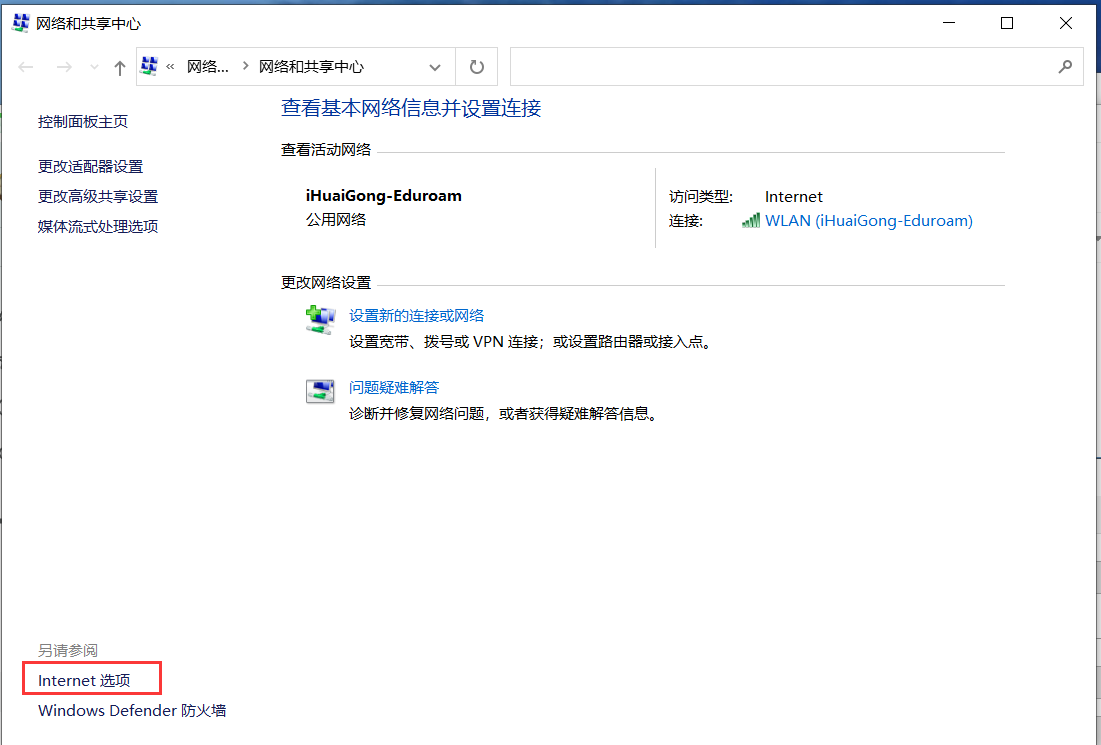 网络和共享中心
« 网络... > 网络和共享中心
控制面板主页
更改适配器设置
更改高级共享设置
媒体流式处理选项
查看基本网络信息并设置连接
查看活动网络
iHuaiGong-Eduroam
公用网络
访问类型: Internet
连接: WLAN (iHuaiGong-Eduroam)
更改网络设置
设置新的连接或网络
设置宽带、拨号或 VPN 连接；或设置路由器或接入点。
问题疑难解答
诊断并修复网络问题，或者获得疑难解答信息。
另请参阅
Internet 选项
Windows Defender 防火墙